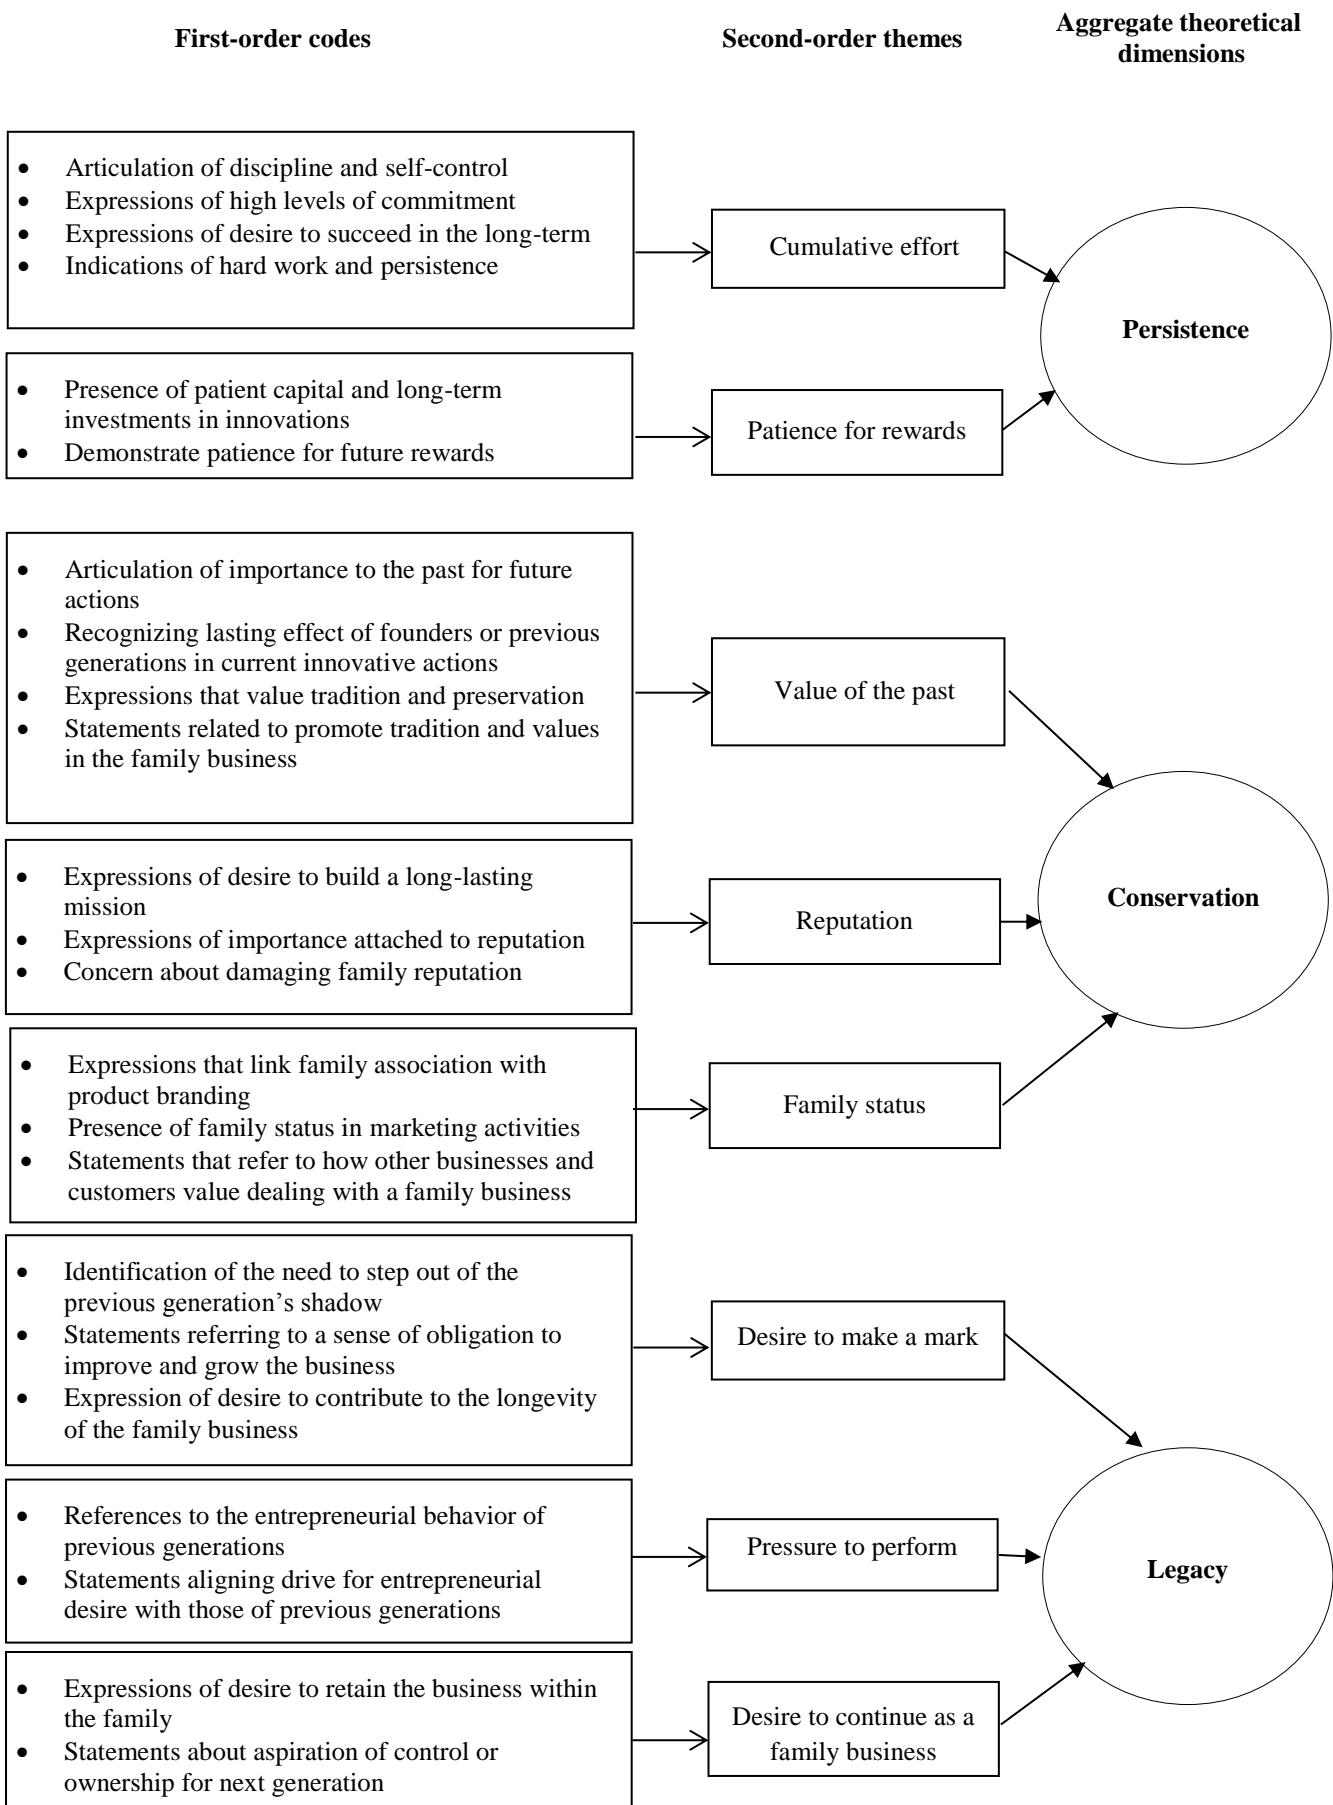 First-order codes
Second-order themes
Aggregate theoretical
dimensions
• Articulation of discipline and self-control
• Expressions of high levels of commitment
• Expressions of desire to succeed in the long-term
• Indications of hard work and persistence
Cumulative effort
Persistence
• Presence of patient capital and long-term
investments in innovations
• Demonstrate patience for future rewards
Patience for rewards
• Articulation of importance to the past for future
actions
• Recognizing lasting effect of founders or previous
generations in current innovative actions
• Expressions that value tradition and preservation
• Statements related to promote tradition and values
in the family business
Value of the past
• Expressions of desire to build a long-lasting
mission
• Expressions of importance attached to reputation
• Concern about damaging family reputation
Reputation
Conservation
• Expressions that link family association with
product branding
• Presence of family status in marketing activities
• Statements that refer to how other businesses and
customers value dealing with a family business
Family status
• Identification of the need to step out of the
previous generation’s shadow
• Statements referring to a sense of obligation to
improve and grow the business
• Expression of desire to contribute to the longevity
of the family business
Desire to make a mark
• References to the entrepreneurial behavior of
previous generations
• Statements aligning drive for entrepreneurial
desire with those of previous generations
Pressure to perform
Legacy
• Expressions of desire to retain the business within
the family
• Statements about aspiration of control or
ownership for next generation
Desire to continue as a
family business